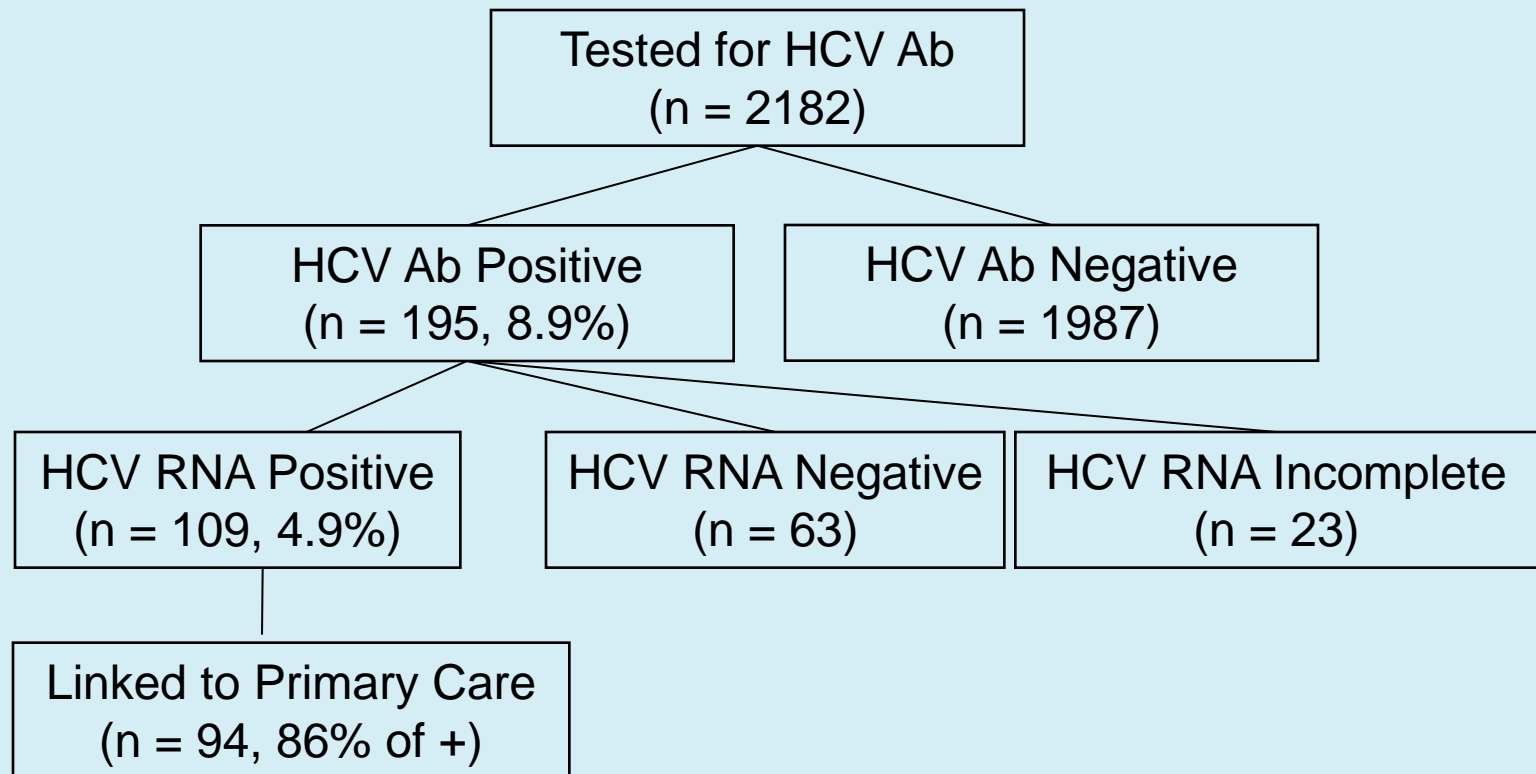 Tested for HCV Ab
(n = 2182)
HCV Ab Positive
(n = 195, 8.9%)
HCV Ab Negative
(n = 1987)
HCV RNA Positive
(n = 109, 4.9%)
HCV RNA Negative
(n = 63)
HCV RNA Incomplete
(n = 23)
Linked to Primary Care
(n = 94, 86% of +)